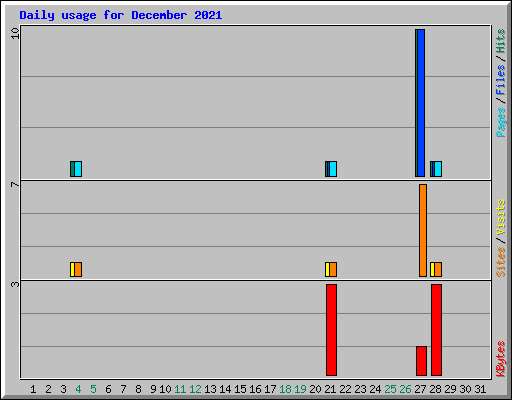 Daily usage for December 2021
10
7
3
Pages / Files / Hits
Sites / Visits
KBytes
1 2 3 4 5 6 7 8 9 10 11 12 13 14 15 16 17 18 19 20 21 22 23 24 25 26 27 28 29 30 31